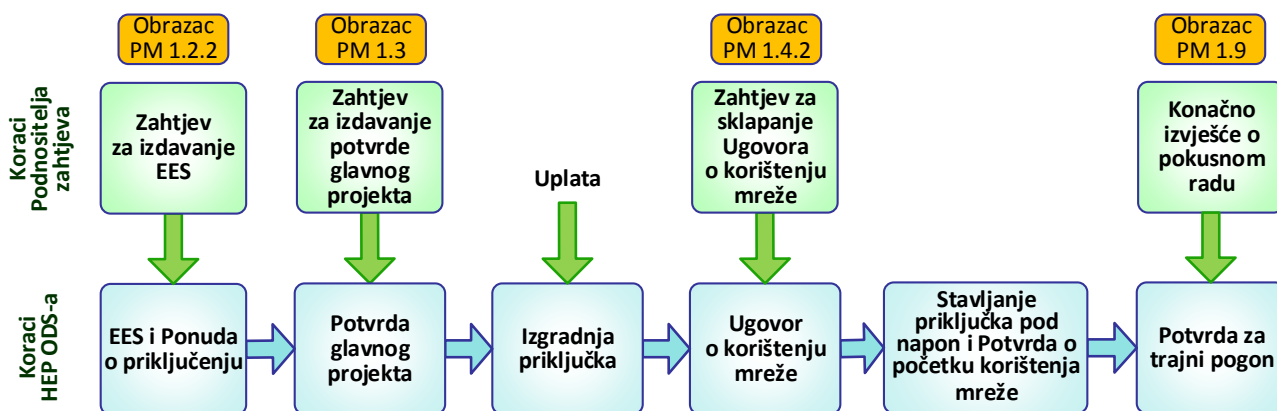 Obrazac
PM 1.2.2
Obrazac
PM 1.3
Obrazac
PM 1.4.2
Obrazac
PM 1.9
Koraci
Podnositelja
zahtjeva
Zahtjev
za izdavanje
EES
Zahtjev
za izdavanje
potvrde
glavnog
projekta
Uplata
Zahtjev za
sklapanje
Ugovora
o korištenju
mreže
Konačno
izvješće o
pokusnom
radu
Koraci
HEP ODS-a
EES i Ponuda
o priključenju
Potvrda
glavnog
projekta
Izgradnja
priključka
Ugovor
o korištenju
mreže
Stavljanje
priključka pod
napon i Potvrda o
početku korištenja
mreže
Potvrda za
trajni pogon